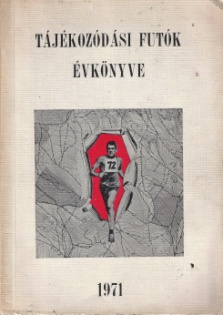 TÁJÉKOZÓDÁSI FUTÓK
ÉVKÖNYVE
72
1971